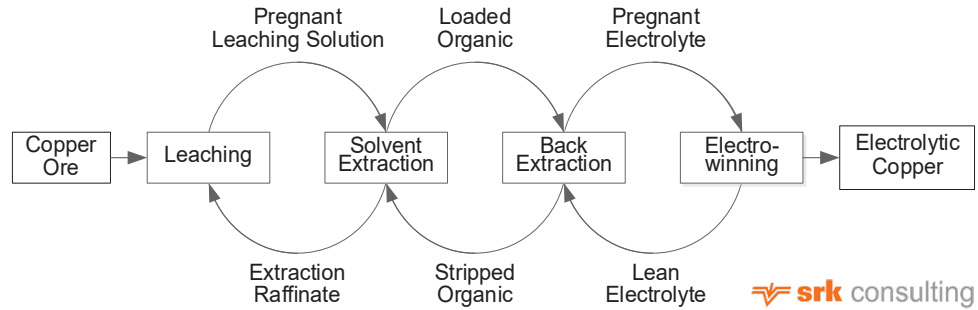 Pregnant
Leaching Solution
Loaded
Organic
Pregnant
Electrolyte
Copper
Ore
Leaching
Solvent
Extraction
Back
Extraction
Electro-
winning
Electrolytic
Copper
Extraction
Raffinate
Stripped
Organic
Lean
Electrolyte
srk consulting